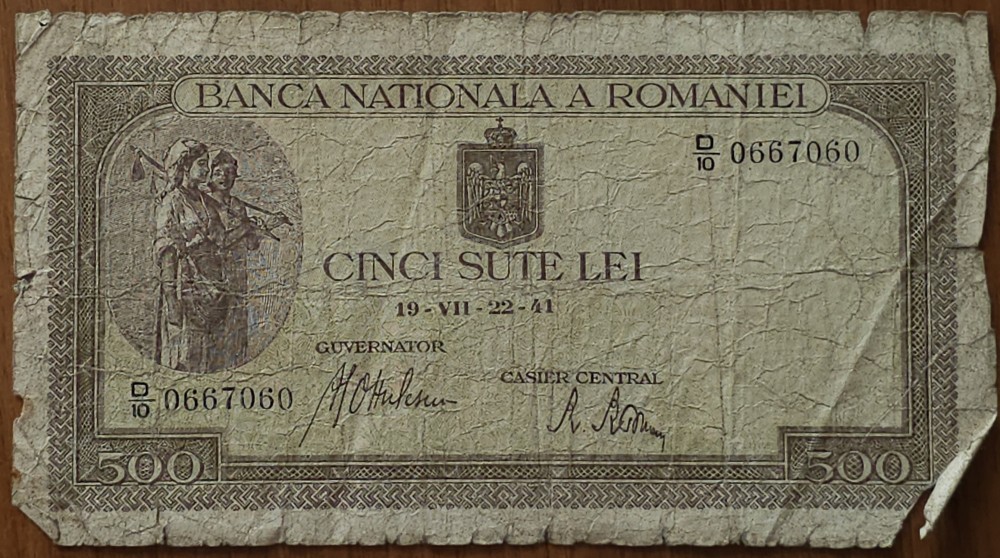 BANCA NATIONALA A ROMANIEI
D/10 0667060
CINCI SUTE LEI
19-VII-22-41
GUVERNATOR
CASIER CENTRAL
D/10 0667060
500 500